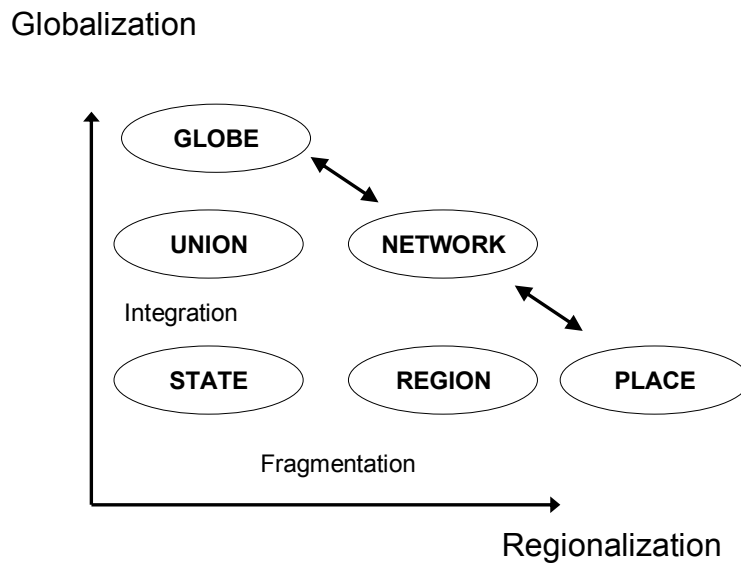 Globalization
GLOBE
UNION NETWORK
Integration
STATE REGION PLACE
Fragmentation
Regionalization